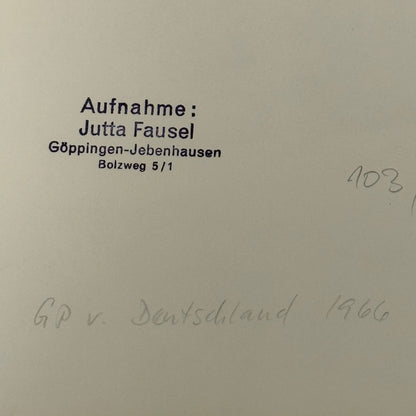 Aufnahme:
Jutta Fausel
Göppingen-Jebenhausen
Bolzweg 5/1
103
GP v. Deutschland 1966